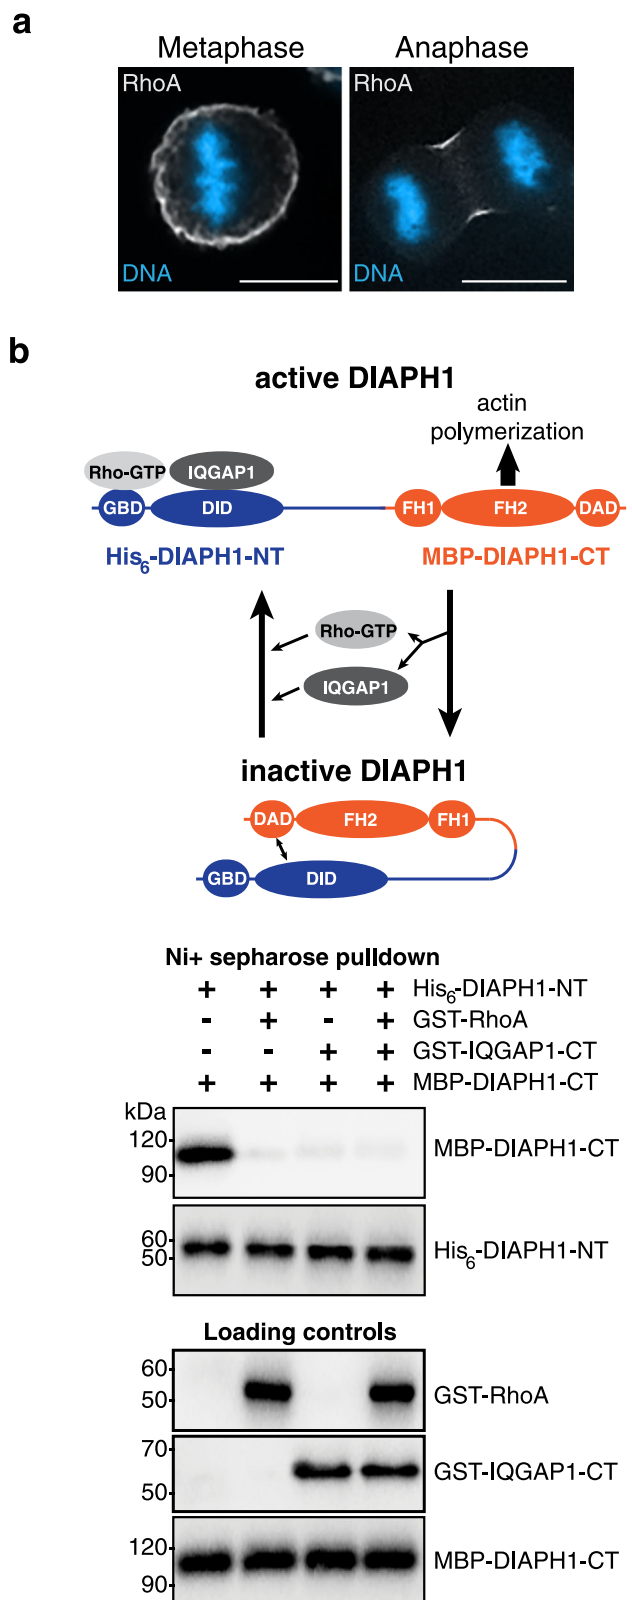 a
Metaphase
Anaphase
RhoA
RhoA
DNA
DNA
b
active DIAPH1
actin
polymerization
Rho-GTP
IQGAP1
GBD
DID
FH1
FH2
DAD
His6-DIAPH1-NT
MBP-DIAPH1-CT
Rho-GTP
IQGAP1
inactive DIAPH1
DAD
FH2
FH1
GBD
DID
Ni+ sepharose pulldown
+ + + + His6-DIAPH1-NT
- + - + GST-RhoA
- - + + GST-IQGAP1-CT
+ + + + MBP-DIAPH1-CT
kDa
120
90
MBP-DIAPH1-CT
60
50
His6-DIAPH1-NT
Loading controls
60
50
GST-RhoA
70
50
GST-IQGAP1-CT
120
90
MBP-DIAPH1-CT